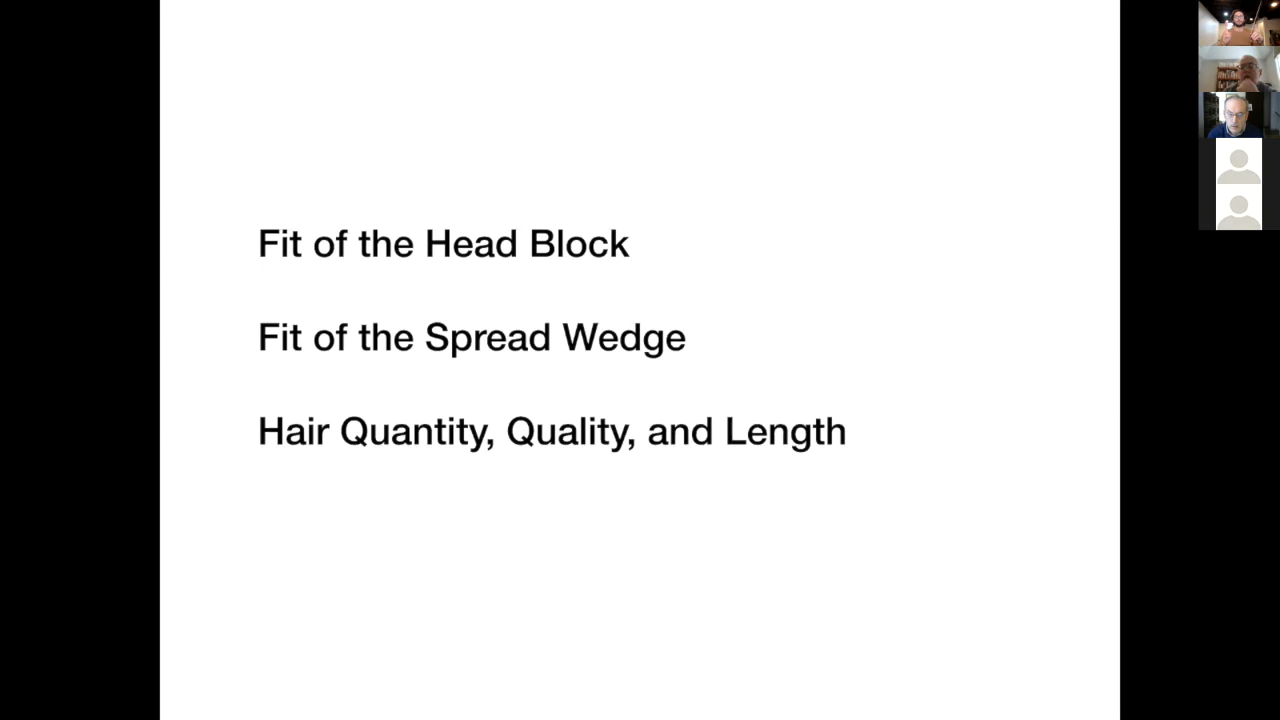 Fit of the Head Block
Fit of the Spread Wedge
Hair Quantity, Quality, and Length